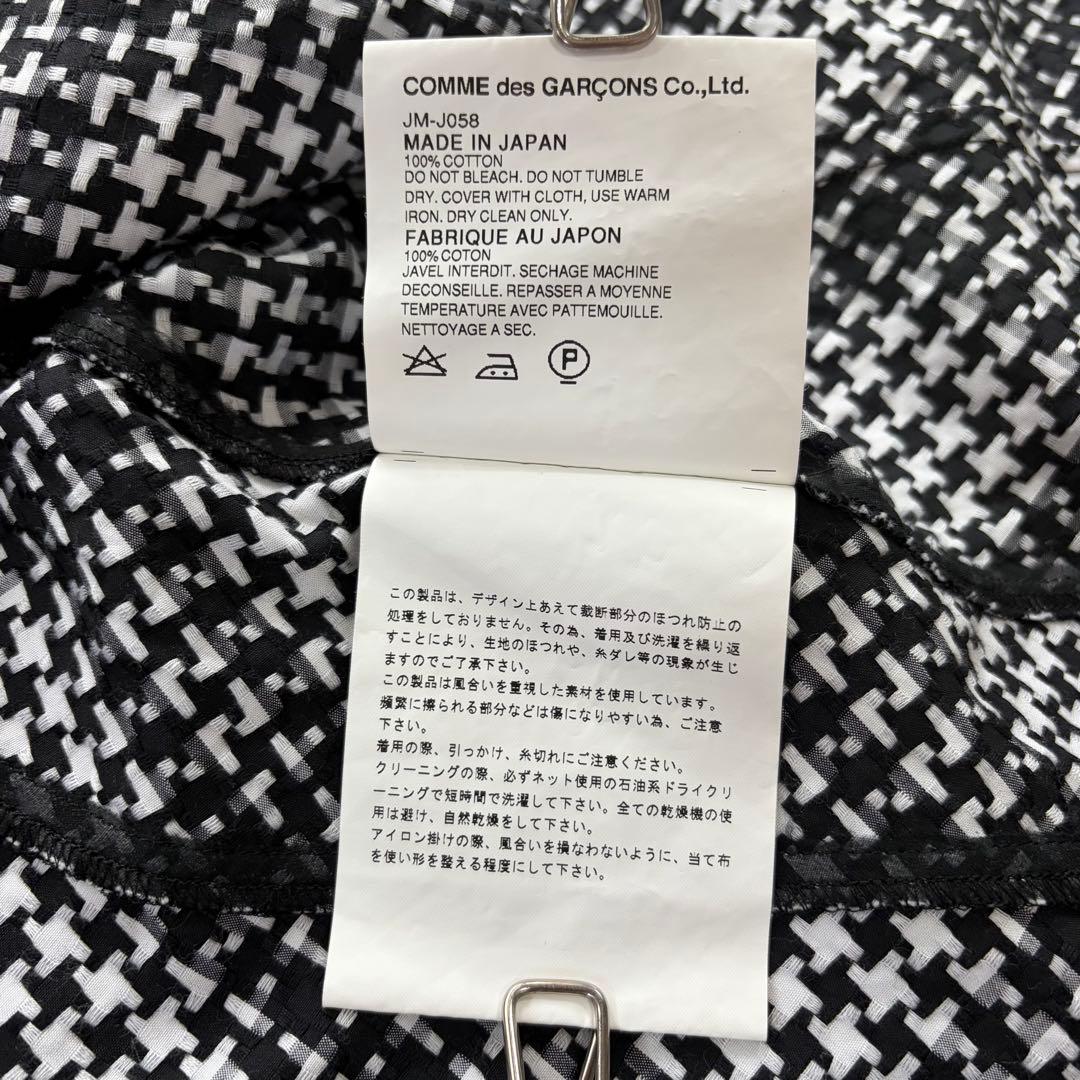 COMME des GARÇONS Co.,Ltd.
JM-J058
MADE IN JAPAN
100% COTTON
DO NOT BLEACH. DO NOT TUMBLE
DRY. COVER WITH CLOTH, USE WARM
IRON. DRY CLEAN ONLY.
FABRIQUE AU JAPON
100% COTON
JAVEL INTERDIT. SECHAGE MACHINE
DECONSEILLE. REPASSER A MOYENNE
TEMPERATURE AVEC PATTEMOUILLE.
NETTOYAGE A SEC.
P
この製品は、デザイン上あえて裁断部分のほつれ防止の
処理をしておりません。その為、着用及び洗濯を繰り返
すことにより、生地のほつれや、糸ダレ等の現象が生じ
ますのでご了承下さい。
この製品は風合いを重視した素材を使用しています。
頻繁に擦られる部分などは傷になりやすい為、ご注意
下さい。
着用の際、引っかけ、糸切れにご注意ください。
クリーニングの際、必ずネット使用の石油系ドライクリ
ーニングで短時間で洗濯して下さい。全ての乾燥機の使
用は避け、自然乾燥をして下さい。
アイロン掛けの際、風合いを損なわないように、当て布
を使い形を整える程度にして下さい。